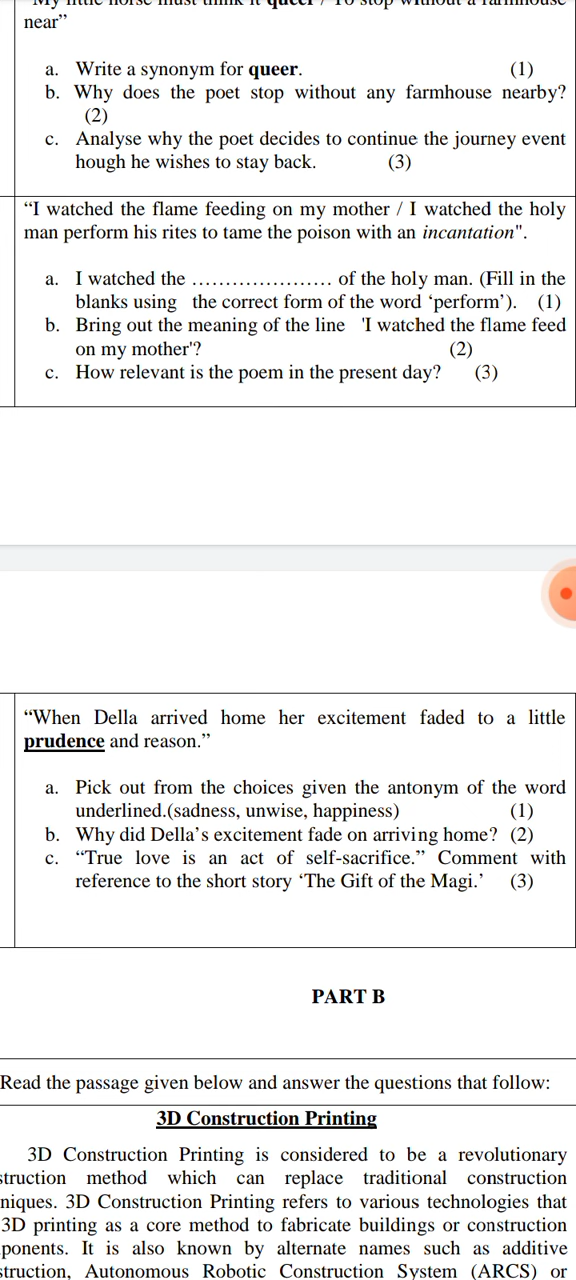 "My little horse must think it queer / To stop without a farmhouse
near"
a. Write a synonym for queer. (1)
b. Why does the poet stop without any farmhouse nearby?
(2)
c. Analyse why the poet decides to continue the journey event
hough he wishes to stay back. (3)
"I watched the flame feeding on my mother / I watched the holy
man perform his rites to tame the poison with an incantation".
a. I watched the ..................... of the holy man. (Fill in the
blanks using the correct form of the word 'perform'). (1)
b. Bring out the meaning of the line 'I watched the flame feed
on my mother'? (2)
c. How relevant is the poem in the present day? (3)
"When Della arrived home her excitement faded to a little
prudence and reason."
a. Pick out from the choices given the antonym of the word
underlined.(sadness, unwise, happiness) (1)
b. Why did Della's excitement fade on arriving home? (2)
c. "True love is an act of self-sacrifice." Comment with
reference to the short story 'The Gift of the Magi.' (3)
PART B
Read the passage given below and answer the questions that follow:
3D Construction Printing
3D Construction Printing is considered to be a revolutionary
struction method which can replace traditional construction
niques. 3D Construction Printing refers to various technologies that
3D printing as a core method to fabricate buildings or construction
ponents. It is also known by alternate names such as additive
struction, Autonomous Robotic Construction System (ARCS) or